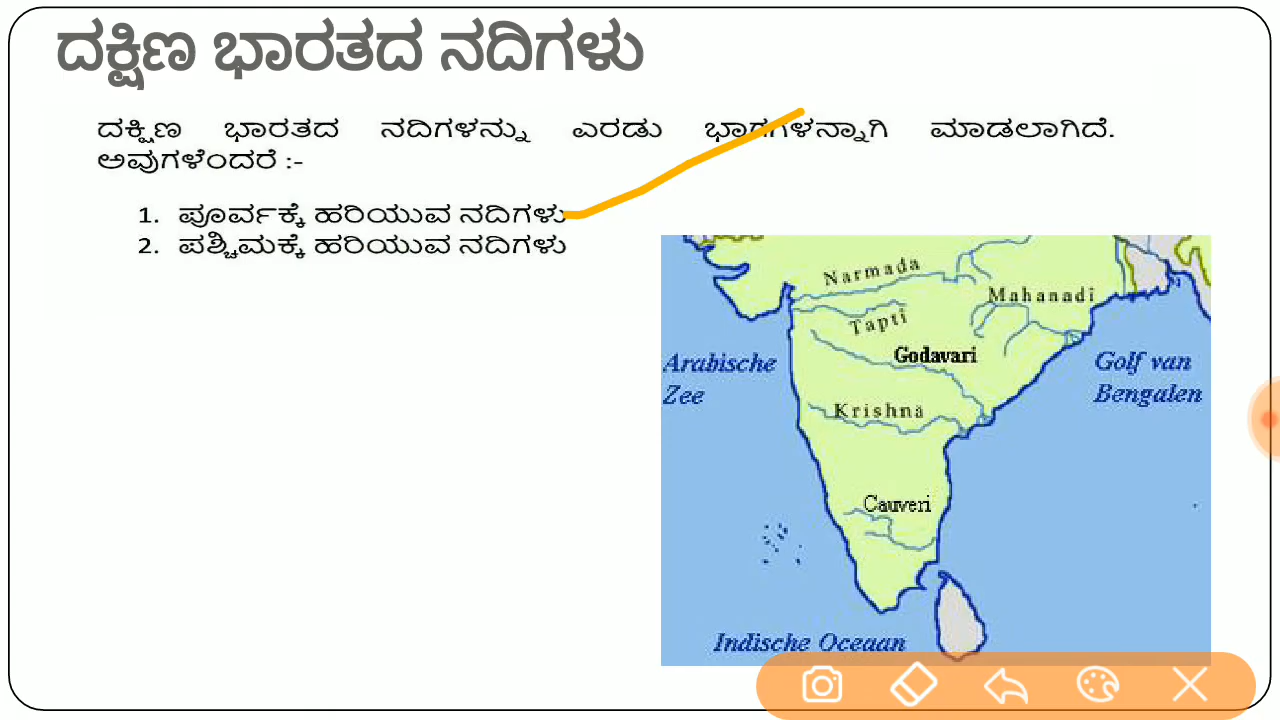 ದಕ್ಷಿಣ ಭಾರತದ ನದಿಗಳು
ದಕ್ಷಿಣ ಭಾರತದ ನದಿಗಳನ್ನು ಎರಡು ಭಾಗಗಳನ್ನಾಗಿ ಮಾಡಲಾಗಿದೆ.
ಅವುಗಳೆಂದರೆ :-
1. ಪೂರ್ವಕ್ಕೆ ಹರಿಯುವ ನದಿಗಳು
2. ಪಶ್ಚಿಮಕ್ಕೆ ಹರಿಯುವ ನದಿಗಳು
Narmada
Mahanadi
Tapti
Godavari
Arabische
Zee
Golf van
Bengalen
Krishna
Cauveri
Indische Oceaan